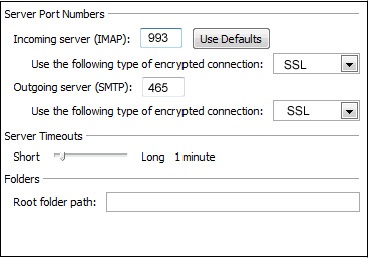 Server Port Numbers
Incoming server (IMAP): 993 Use Defaults
Use the following type of encrypted connection: SSL
Outgoing server (SMTP): 465
Use the following type of encrypted connection: SSL
Server Timeouts
Short Long 1 minute
Folders
Root folder path: